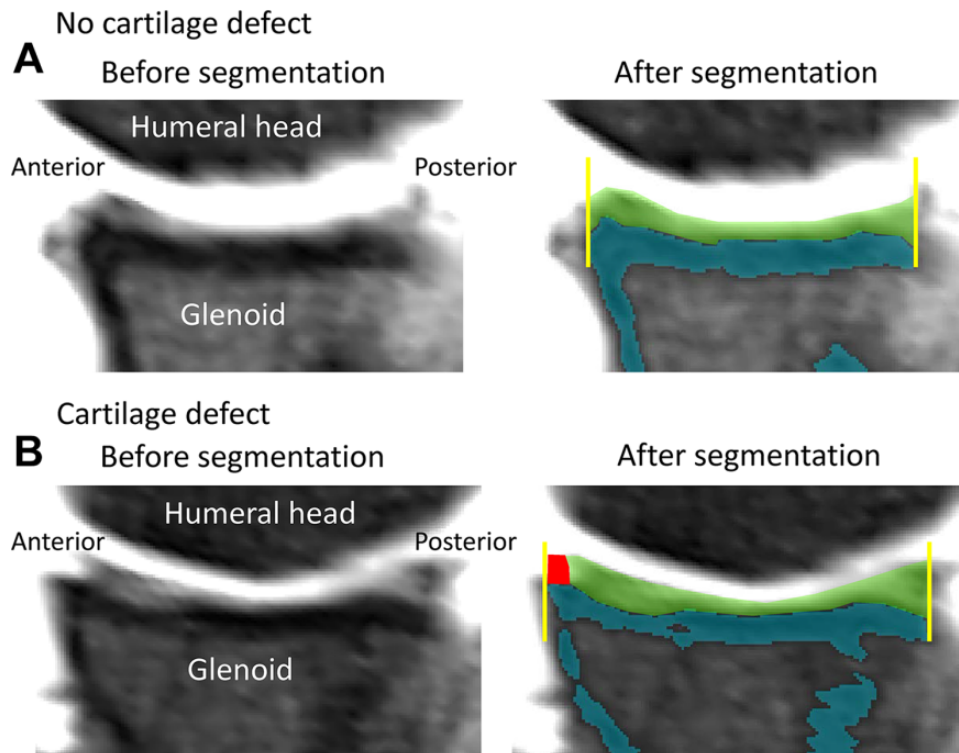 No cartilage defect
A
Before segmentation
After segmentation
Humeral head
Anterior
Posterior
Glenoid
Cartilage defect
B
Before segmentation
After segmentation
Humeral head
Anterior
Posterior
Glenoid